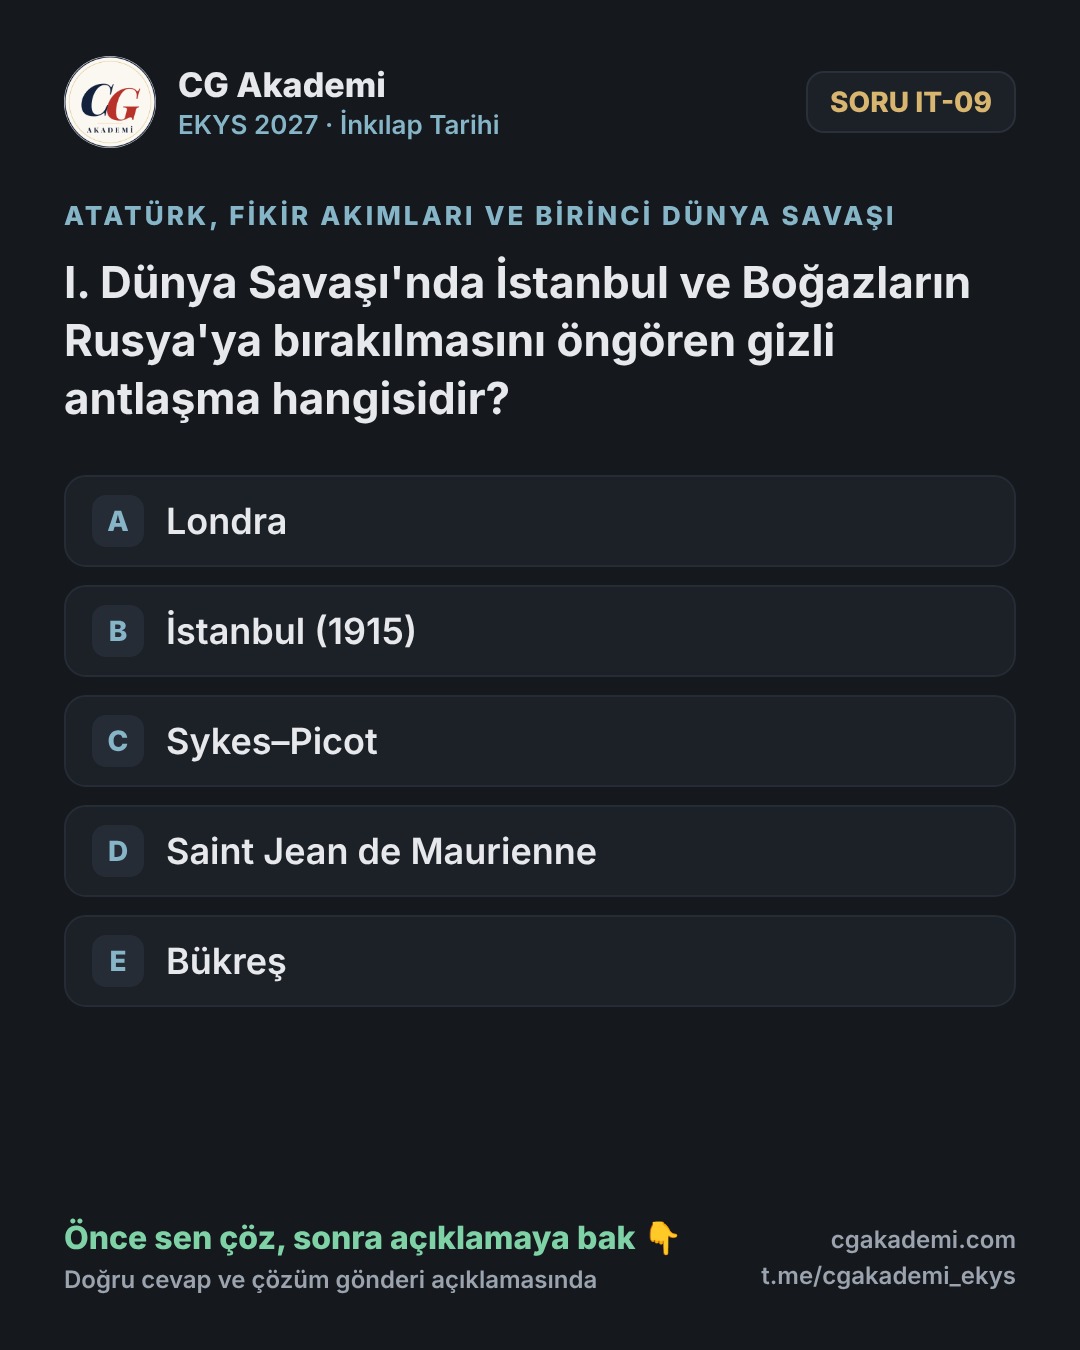 CG
AKADEMİ
CG Akademi
EKYS 2027 · İnkılap Tarihi
SORU IT-09
ATATÜRK, FİKİR AKIMLARI VE BİRİNCİ DÜNYA SAVAŞI
I. Dünya Savaşı'nda İstanbul ve Boğazların
Rusya'ya bırakılmasını öngören gizli
antlaşma hangisidir?
A Londra
B İstanbul (1915)
C Sykes–Picot
D Saint Jean de Maurienne
E Bükreş
Önce sen çöz, sonra açıklamaya bak 👇
Doğru cevap ve çözüm gönderi açıklamasında
cgakademi.com
t.me/cgakademi_ekys